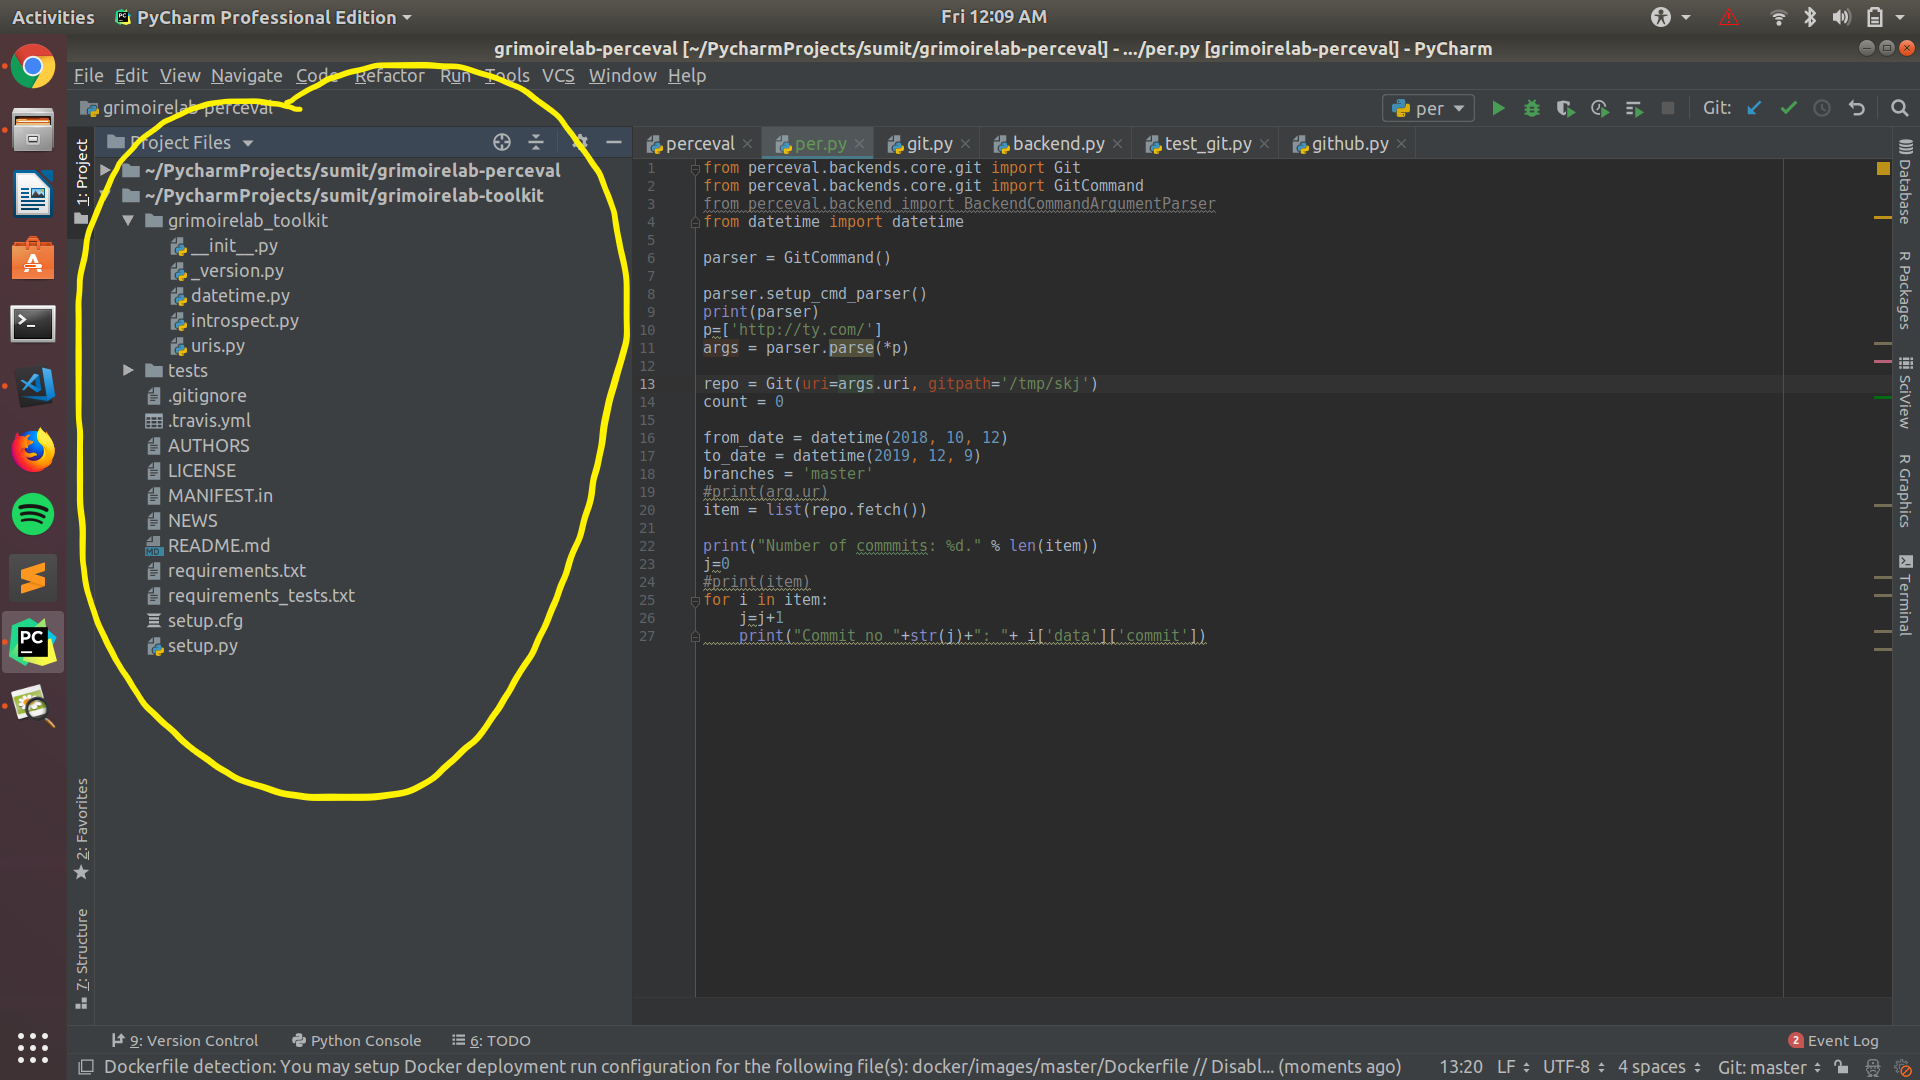 Activities PyCharm Professional Edition Fri 12:09 AM
grimoirelab-perceval [~/PycharmProjects/sumit/grimoirelab-perceval] - .../per.py [grimoirelab-perceval] - PyCharm
File Edit View Navigate Code Refactor Run Tools VCS Window Help
grimoirelab-perceval per Git:
Project Files
perceval per.py git.py backend.py test_git.py github.py
1: Project
~/PycharmProjects/sumit/grimoirelab-perceval
~/PycharmProjects/sumit/grimoirelab-toolkit
grimoirelab_toolkit
__init__.py
_version.py
datetime.py
introspect.py
uris.py
tests
.gitignore
.travis.yml
AUTHORS
LICENSE
MANIFEST.in
NEWS
README.md
requirements.txt
requirements_tests.txt
setup.cfg
setup.py
2: Favorites
7: Structure
1 from perceval.backends.core.git import Git
2 from perceval.backends.core.git import GitCommand
3 from perceval.backend import BackendCommandArgumentParser
4 from datetime import datetime
5
6 parser = GitCommand()
7
8 parser.setup_cmd_parser()
9 print(parser)
10 p=['http://ty.com/']
11 args = parser.parse(*p)
12
13 repo = Git(uri=args.uri, gitpath='/tmp/skj')
14 count = 0
15
16 from_date = datetime(2018, 10, 12)
17 to_date = datetime(2019, 12, 9)
18 branches = 'master'
19 #print(arg.ur)
20 item = list(repo.fetch())
21
22 print("Number of commmits: %d." % len(item))
23 j=0
24 #print(item)
25 for i in item:
26 j=j+1
27 print("Commit no "+str(j)+": "+ i['data']['commit'])
Database
R Packages
SciView
R Graphics
Terminal
9: Version Control Python Console 6: TODO 2 Event Log
Dockerfile detection: You may setup Docker deployment run configuration for the following file(s): docker/images/master/Dockerfile // Disabl... (moments ago) 13:20 LF UTF-8 4 spaces Git: master